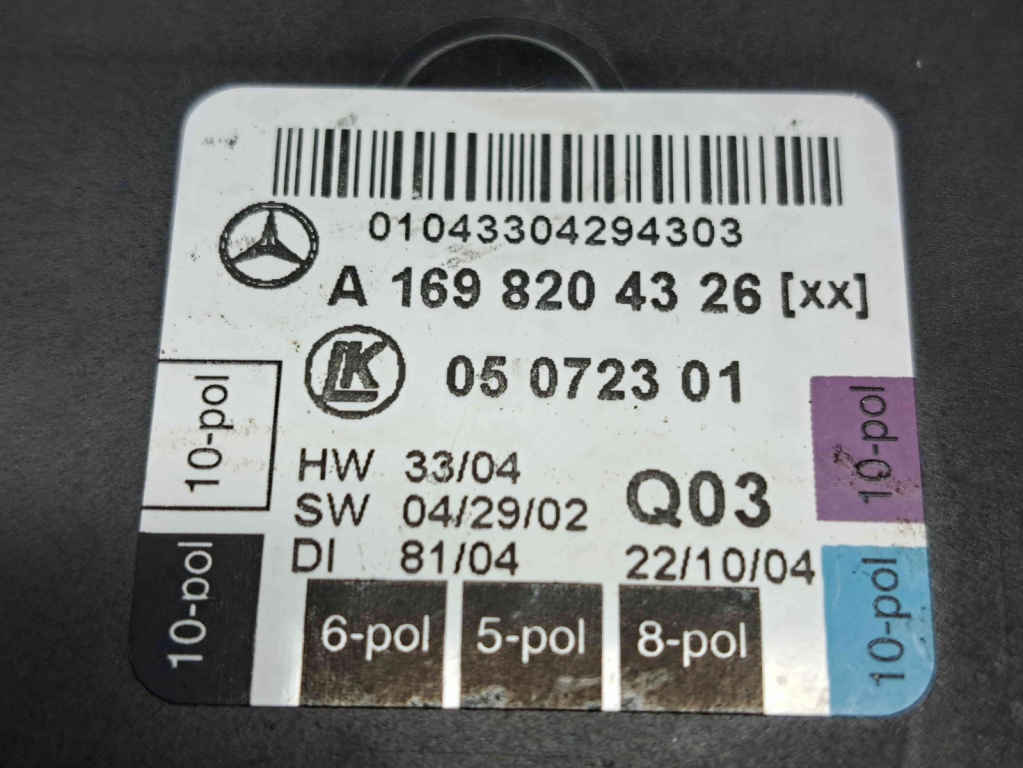 01043304294303
A 169 820 43 26 [xx]
LK
05 0723 01
10-pol
10-pol
HW 33/04
SW 04/29/02
Q03
DI 81/04
22/10/04
10-pol
10-pol
6-pol
5-pol
8-pol